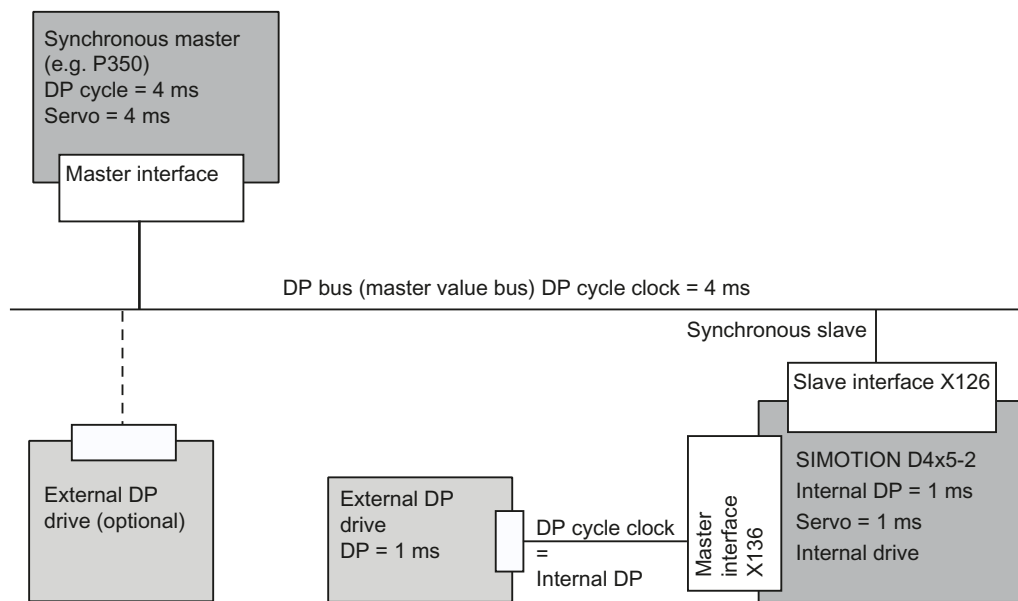 Synchronous master
(e.g. P350)
DP cycle = 4 ms
Servo = 4 ms
Master interface
DP bus (master value bus) DP cycle clock = 4 ms
Synchronous slave
Slave interface X126
SIMOTION D4x5-2
Internal DP = 1 ms
Servo = 1 ms
Internal drive
Master
interface
X136
External DP
drive (optional)
External DP
drive
DP = 1 ms
DP cycle clock
=
Internal DP